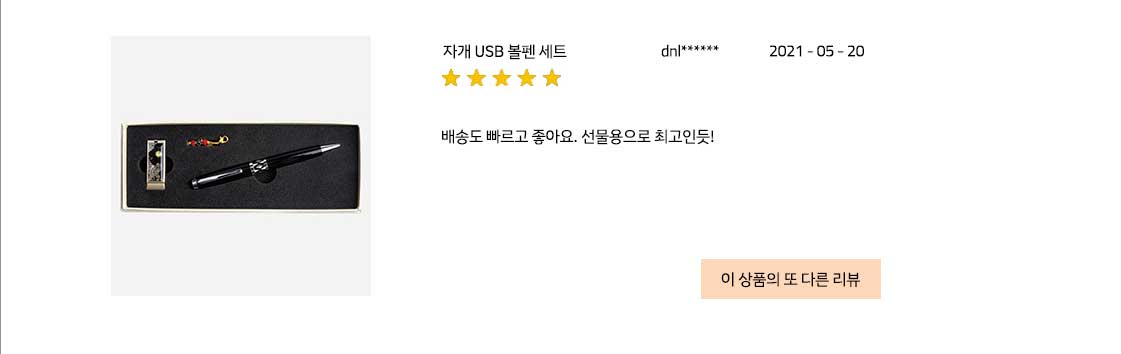 자개 USB 볼펜 세트 dnl****** 2021 - 05 - 20
배송도 빠르고 좋아요. 선물용으로 최고인듯!
이 상품의 또 다른 리뷰